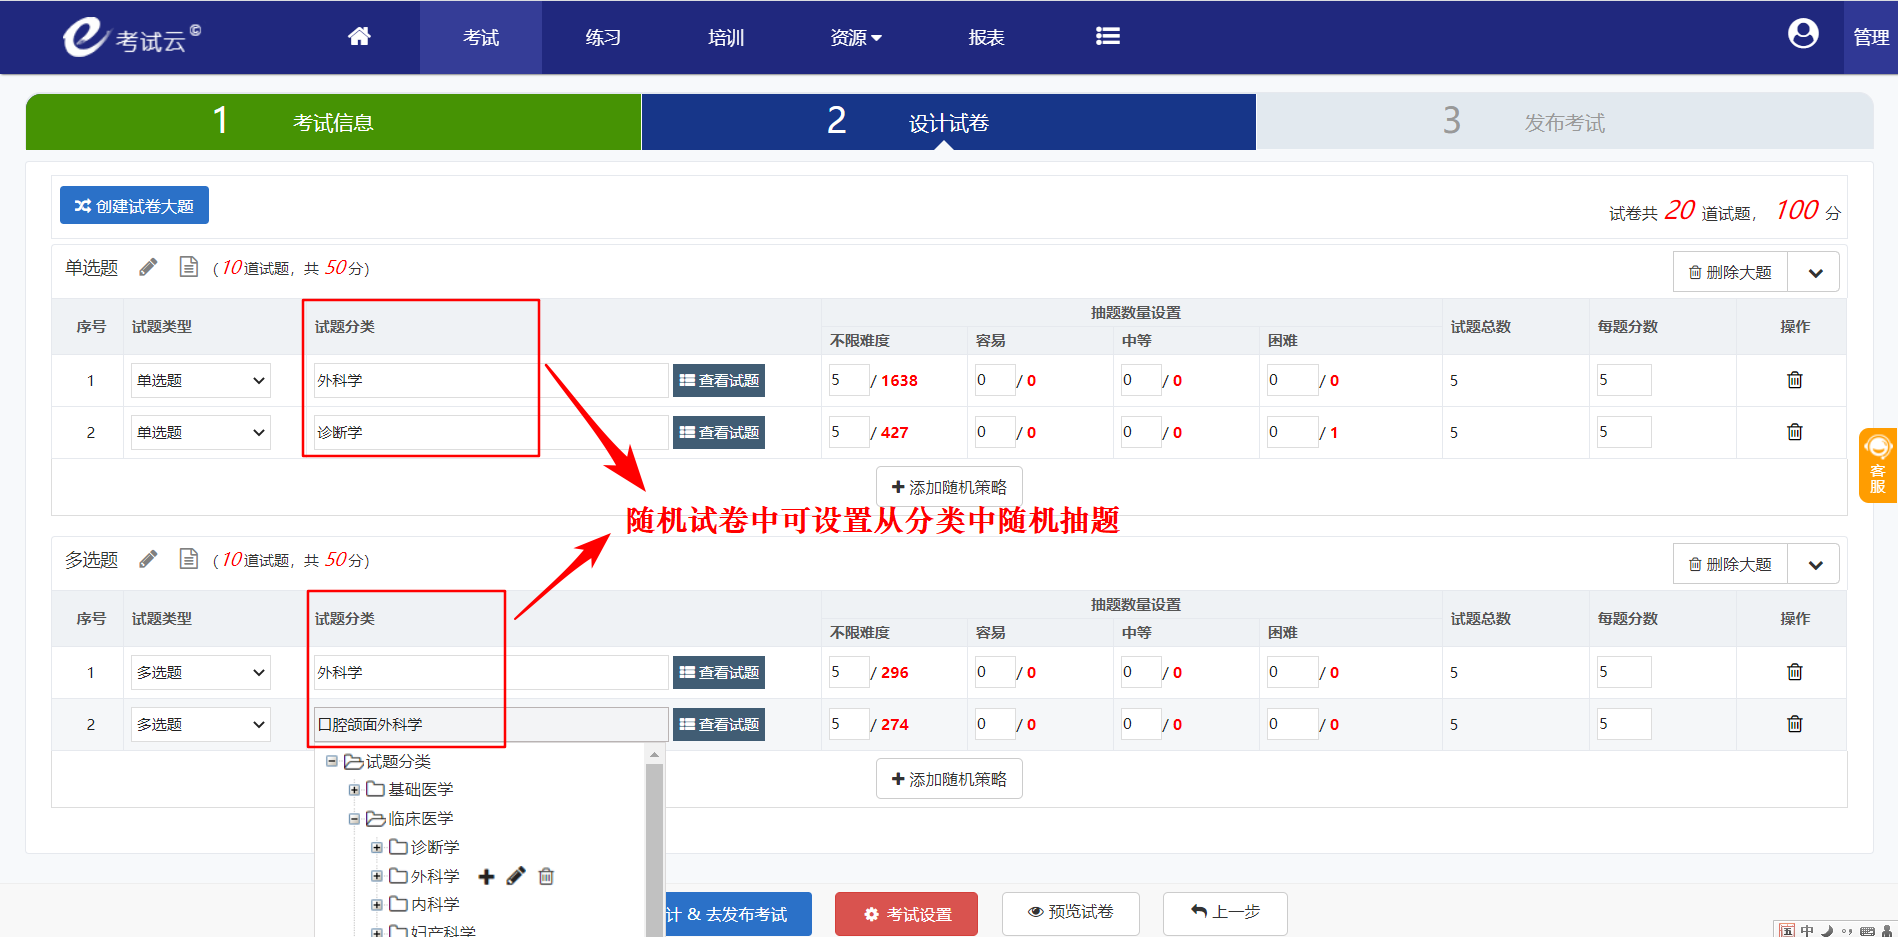 e 考试云 ©
考试 练习 培训 资源 报表 管理
1 考试信息
2 设计试卷
3 发布考试
创建试卷大题
试卷共 20 道试题， 100 分
单选题 （10道试题，共 50分）
删除大题
序号 试题类型 试题分类 抽题数量设置 试题总数 每题分数 操作
不限难度 容易 中等 困难
1 单选题 外科学 查看试题 5 / 1638 0 / 0 0 / 0 0 / 0 5 5
2 单选题 诊断学 查看试题 5 / 427 0 / 0 0 / 0 0 / 1 5 5
添加随机策略
随机试卷中可设置从分类中随机抽题
多选题 （10道试题，共 50分）
删除大题
序号 试题类型 试题分类 抽题数量设置 试题总数 每题分数 操作
不限难度 容易 中等 困难
1 多选题 外科学 查看试题 5 / 296 0 / 0 0 / 0 0 / 0 5 5
2 多选题 口腔颌面外科学 查看试题 5 / 274 0 / 0 0 / 0 0 / 0 5 5
添加随机策略
试题分类
基础医学
临床医学
诊断学
外科学
内科学
妇产科学
计 & 去发布考试
考试设置
预览试卷
上一步
客服
五 中